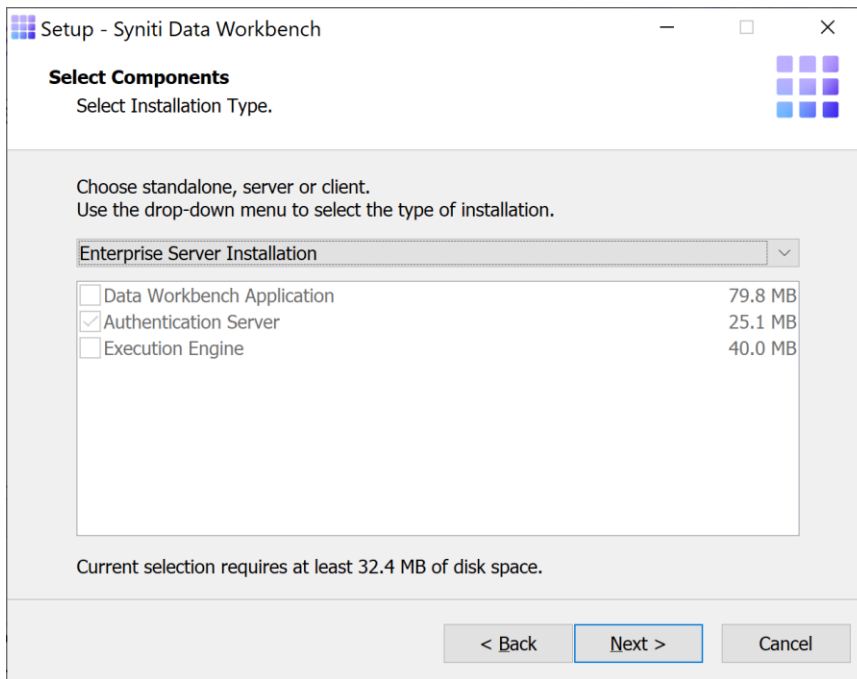 Setup - Syniti Data Workbench
Select Components
Select Installation Type.
Choose standalone, server or client.
Use the drop-down menu to select the type of installation.
Enterprise Server Installation
Data Workbench Application 79.8 MB
Authentication Server 25.1 MB
Execution Engine 40.0 MB
Current selection requires at least 32.4 MB of disk space.
< Back Next > Cancel